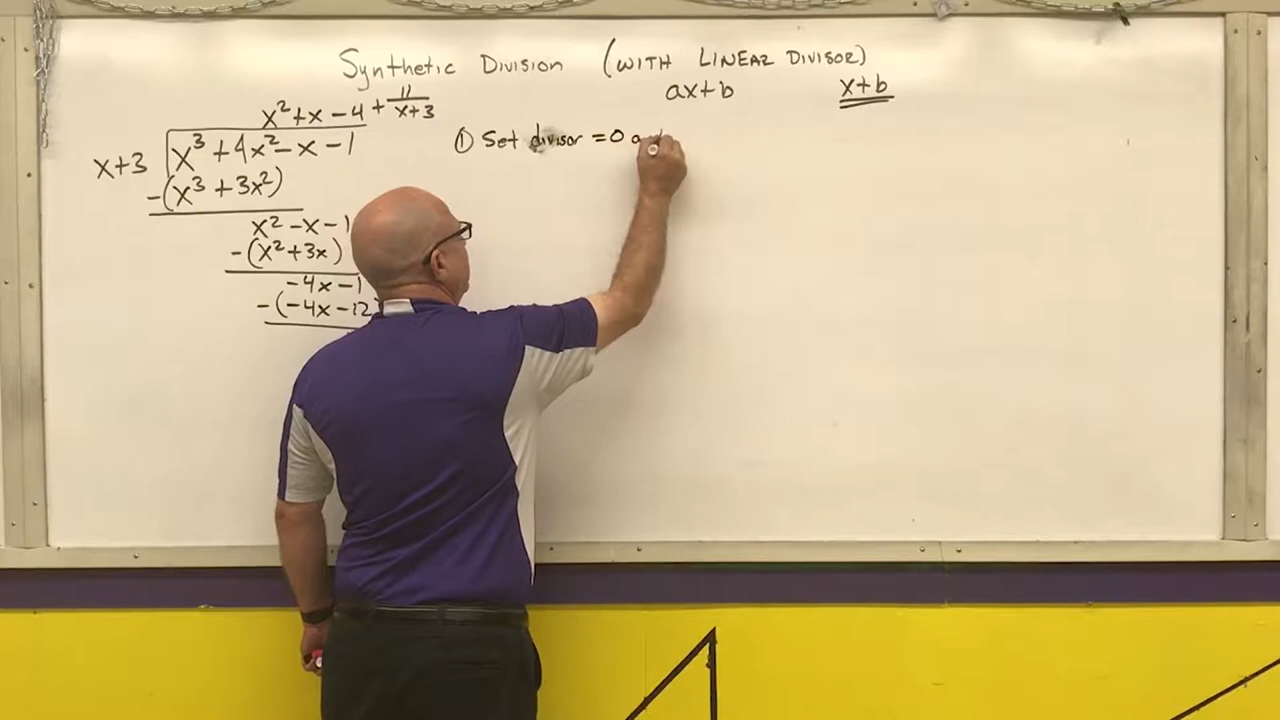 Synthetic Division (WITH LINEAR DIVISOR)
ax+b x+b
x² + x - 4 + 11/(x+3)
x+3 x³ + 4x² - x - 1
-(x³ + 3x²)
x² - x - 1
-(x² + 3x)
-4x - 1
-(-4x - 12
① Set divisor = 0